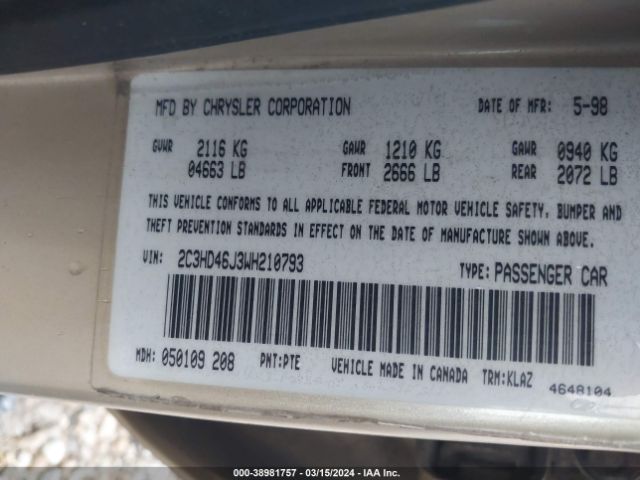 MFD BY CHRYSLER CORPORATION DATE OF MFR: 5-98
GVWR 2116 KG GAWR 1210 KG GAWR 0940 KG
04663 LB FRONT 2666 LB REAR 2072 LB
THIS VEHICLE CONFORMS TO ALL APPLICABLE FEDERAL MOTOR VEHICLE SAFETY, BUMPER AND
THEFT PREVENTION STANDARDS IN EFFECT ON THE DATE OF MANUFACTURE SHOWN ABOVE.
VIN: 2C3HD46J3WH210793 TYPE: PASSENGER CAR
MDH: 050109 208 PNT:PTE VEHICLE MADE IN CANADA TRM:KLAZ 4648104
000-38981757 - 03/15/2024 - IAA Inc.